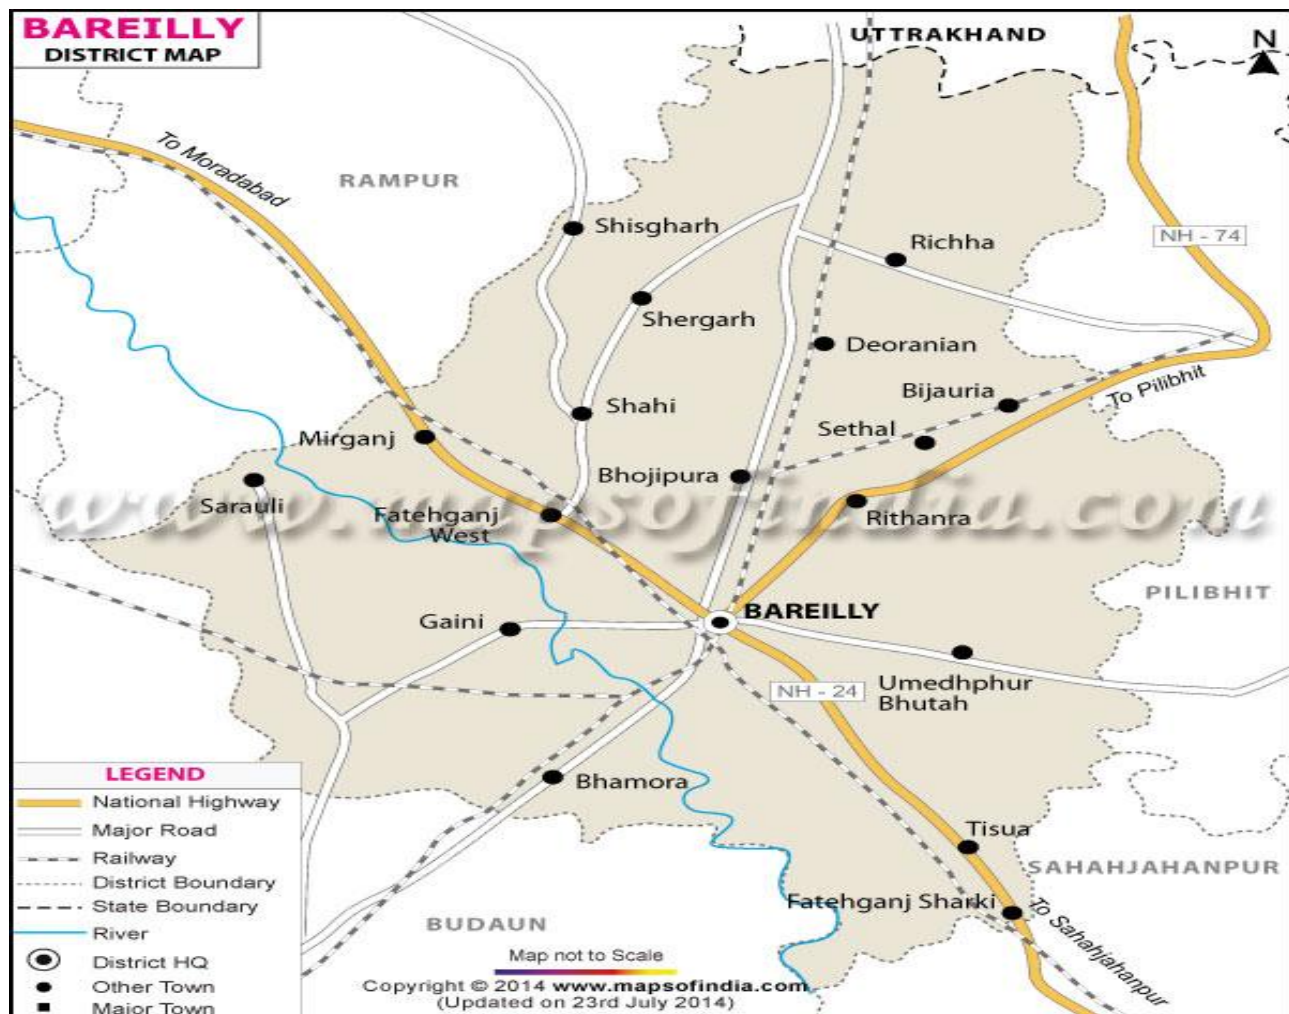 BAREILLY
DISTRICT MAP
UTTRAKHAND
N
To Moradabad
RAMPUR
Shisgharh
Richha
NH - 74
Shergarh
Deoranian
Bijauria
To Pilibhit
Shahi
Mirganj
Sethal
Bhojipura
Sarauli
www.mapsofindia.com
Fatehganj
West
Rithanra
PILIBHIT
Gaini
BAREILLY
Umedhphur
Bhutah
NH - 24
Bhamora
Tisua
SAHAHJAHANPUR
Fatehganj Sharki
To Sahahjahanpur
BUDAUN
LEGEND
National Highway
Major Road
Railway
District Boundary
State Boundary
River
District HQ
Other Town
Major Town
Map not to Scale
Copyright © 2014 www.mapsofindia.com
(Updated on 23rd July 2014)